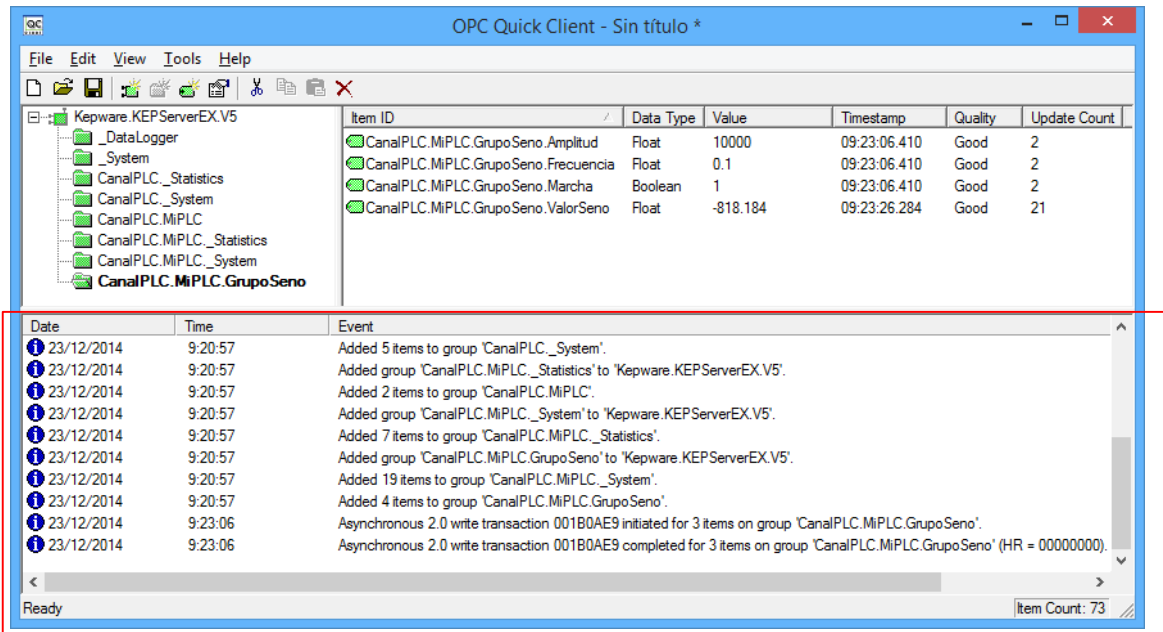 OPC Quick Client - Sin título *
File Edit View Tools Help
Kepware.KEPServerEX.V5
_DataLogger
_System
CanalPLC._Statistics
CanalPLC._System
CanalPLC.MiPLC
CanalPLC.MiPLC._Statistics
CanalPLC.MiPLC._System
CanalPLC.MiPLC.GrupoSeno
Item ID Data Type Value Timestamp Quality Update Count
CanalPLC.MiPLC.GrupoSeno.Amplitud Float 10000 09:23:06.410 Good 2
CanalPLC.MiPLC.GrupoSeno.Frecuencia Float 0.1 09:23:06.410 Good 2
CanalPLC.MiPLC.GrupoSeno.Marcha Boolean 1 09:23:06.410 Good 2
CanalPLC.MiPLC.GrupoSeno.ValorSeno Float -818.184 09:23:26.284 Good 21
Date Time Event
23/12/2014 9:20:57 Added 5 items to group 'CanalPLC._System'.
23/12/2014 9:20:57 Added group 'CanalPLC.MiPLC._Statistics' to 'Kepware.KEPServerEX.V5'.
23/12/2014 9:20:57 Added 2 items to group 'CanalPLC.MiPLC'.
23/12/2014 9:20:57 Added group 'CanalPLC.MiPLC._System' to 'Kepware.KEPServerEX.V5'.
23/12/2014 9:20:57 Added 7 items to group 'CanalPLC.MiPLC._Statistics'.
23/12/2014 9:20:57 Added group 'CanalPLC.MiPLC.GrupoSeno' to 'Kepware.KEPServerEX.V5'.
23/12/2014 9:20:57 Added 19 items to group 'CanalPLC.MiPLC._System'.
23/12/2014 9:20:57 Added 4 items to group 'CanalPLC.MiPLC.GrupoSeno'.
23/12/2014 9:23:06 Asynchronous 2.0 write transaction 001B0AE9 initiated for 3 items on group 'CanalPLC.MiPLC.GrupoSeno'.
23/12/2014 9:23:06 Asynchronous 2.0 write transaction 001B0AE9 completed for 3 items on group 'CanalPLC.MiPLC.GrupoSeno' (HR = 00000000).
Ready Item Count: 73